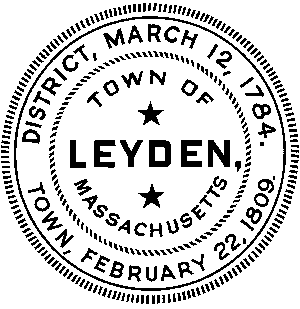 DISTRICT, MARCH 12, 1784.
TOWN OF
LEYDEN,
MASSACHUSETTS
TOWN, FEBRUARY 22, 1809.